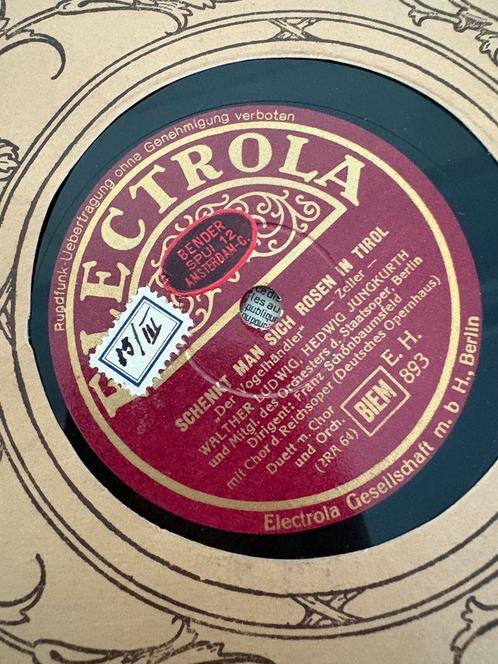 Rundfunk-Uebertragung ohne Genehmigung verboten
ELECTROLA
BENDER
SPUI 12
AMSTERDAM-C.
SCHENKT MAN SICH ROSEN IN TIROL
„Der Vogelhändler" — Zeller —
WALTHER LUDWIG HEDWIG JUNGKURTH
und Mitgl. des Orchesters d. Staatsoper, Berlin
Dirigent: Franz Schönbaumsfeld
mit Chor d. Reichsoper (Deutsches Opernhaus)
Duett m. Chor
und Orch.
(2RA 64)
BIEM
E. H.
893
Electrola Gesellschaft m. b H., Berlin